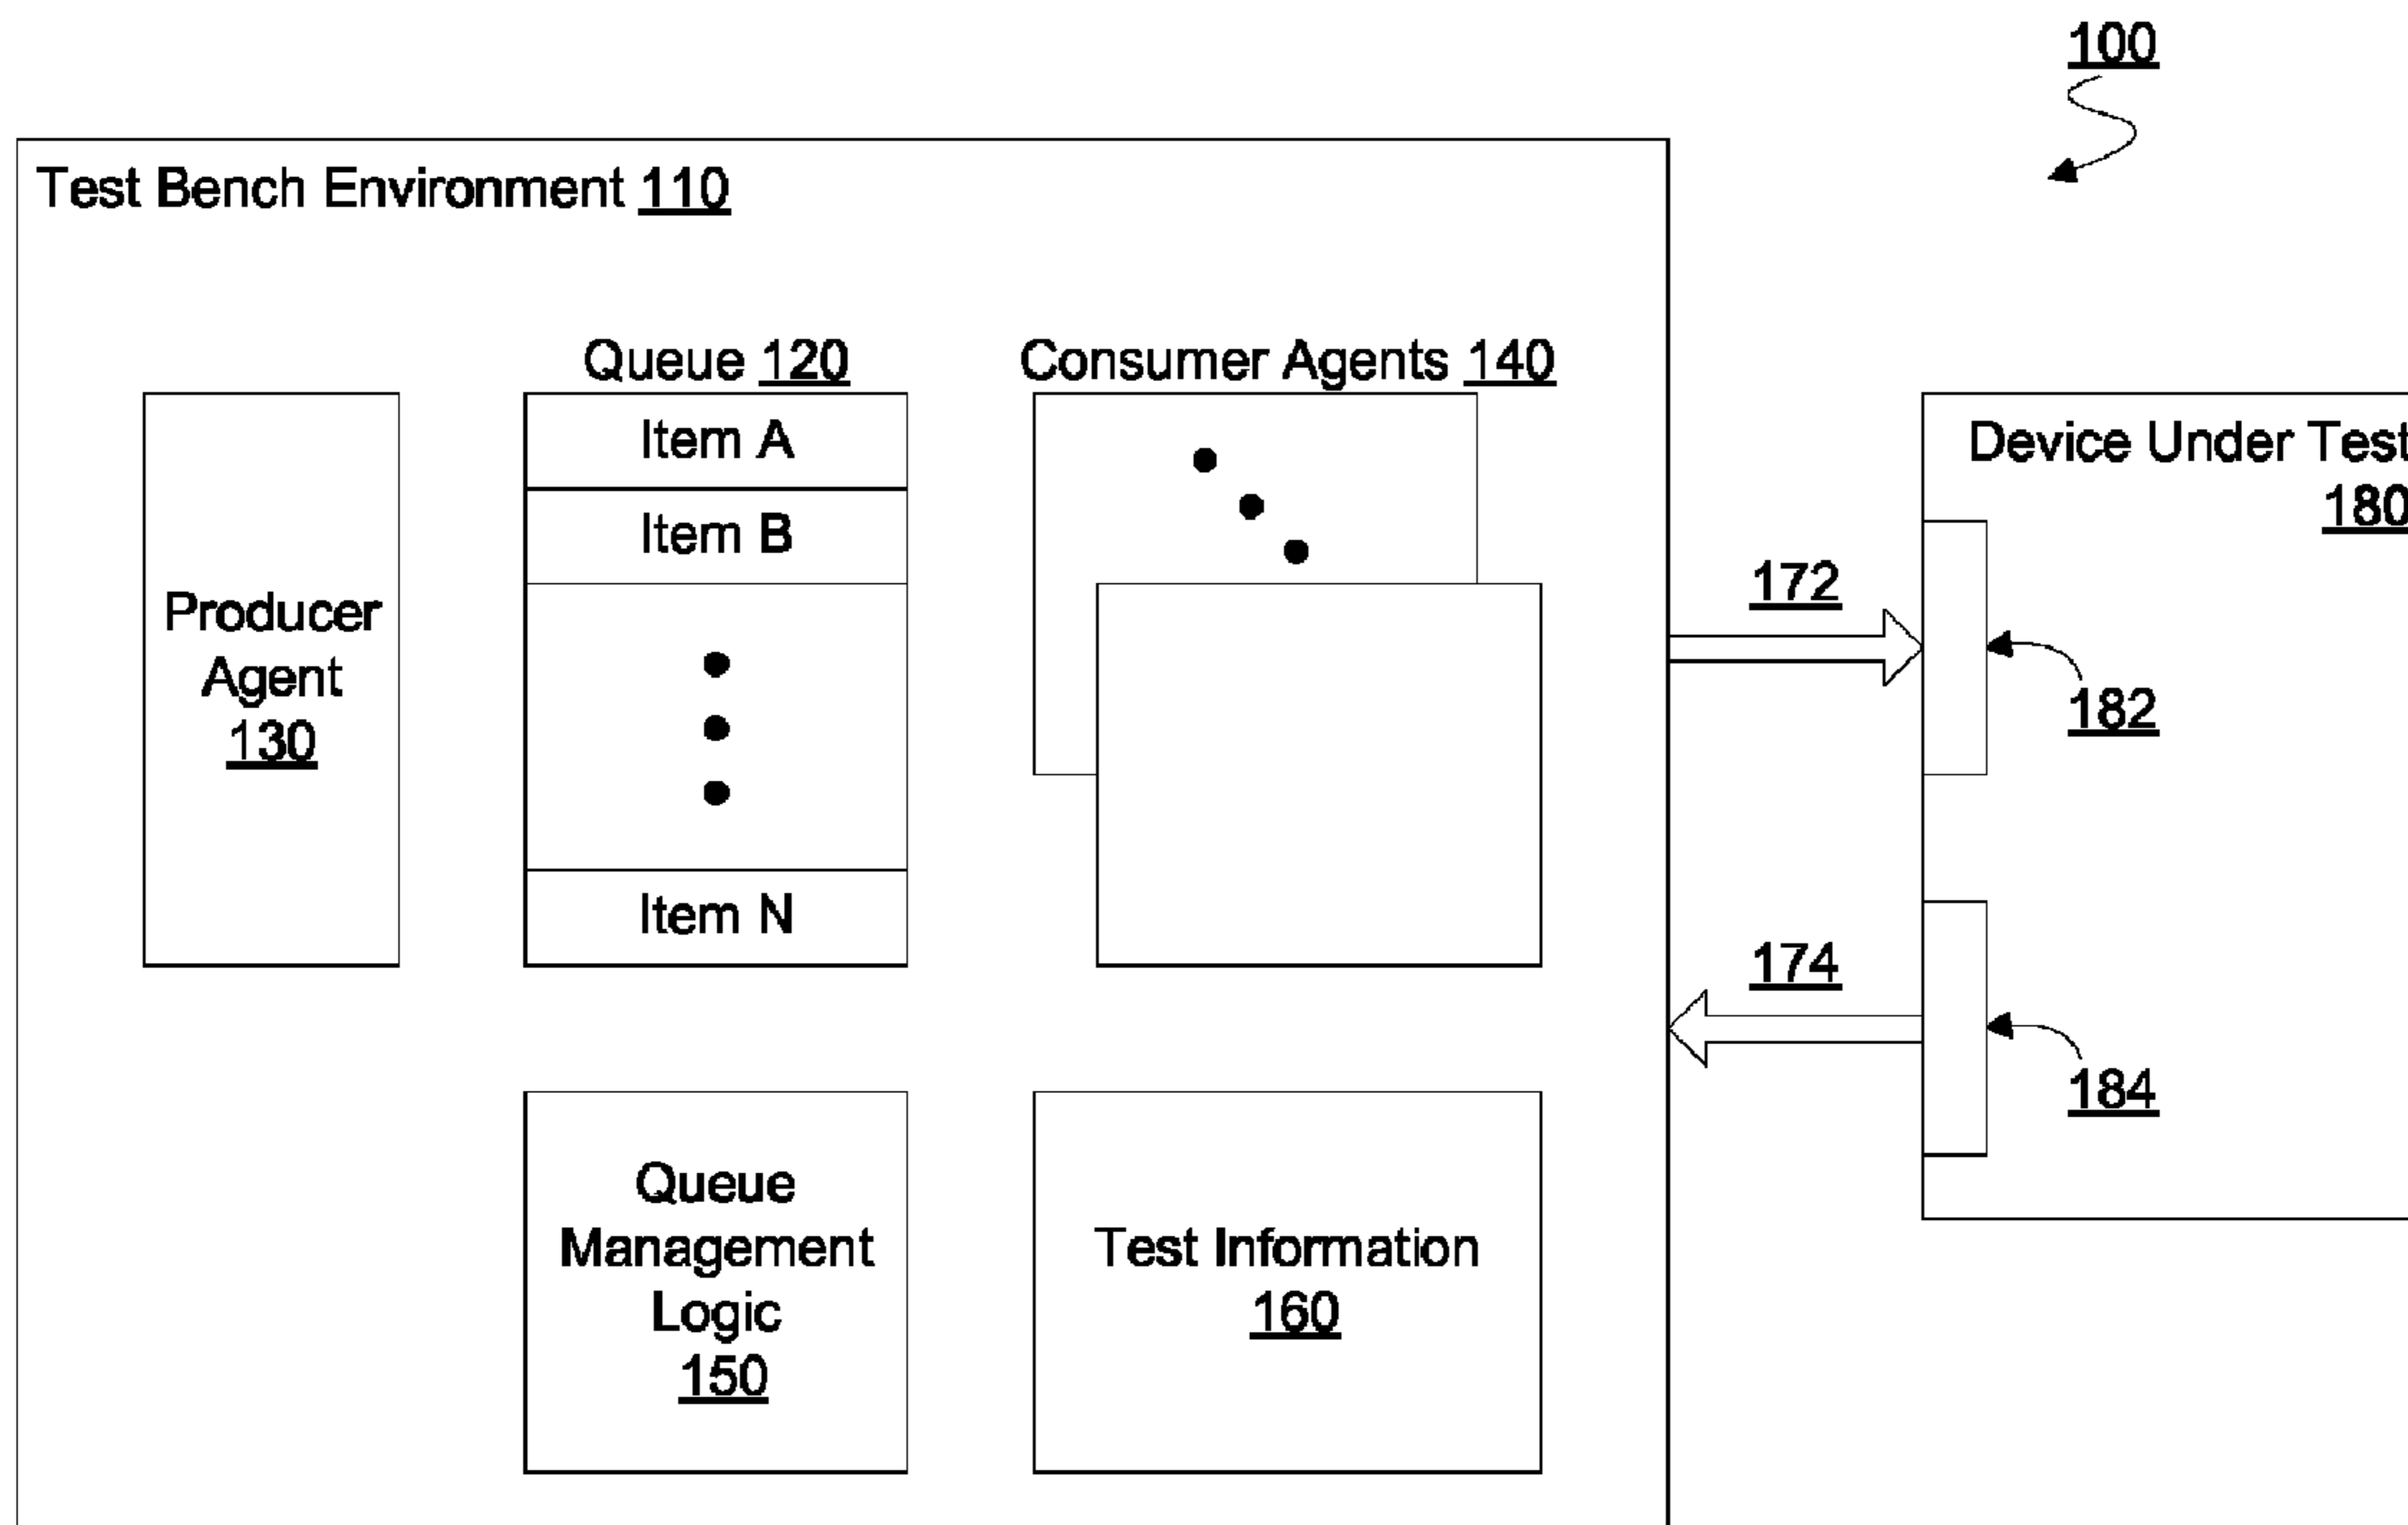 100
Test Bench Environment 110
Queue 120
Consumer Agents 140
Item A
Item B
Item N
Producer
Agent
130
Device Under Test
180
172
182
174
184
Queue
Management
Logic
150
Test Information
160